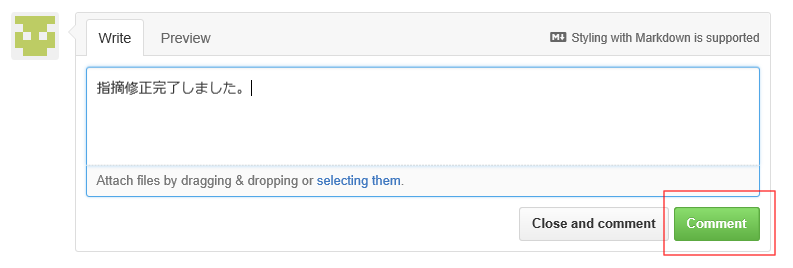 Write
Preview
Styling with Markdown is supported
指摘修正完了しました。
Attach files by dragging & dropping or selecting them.
Close and comment
Comment